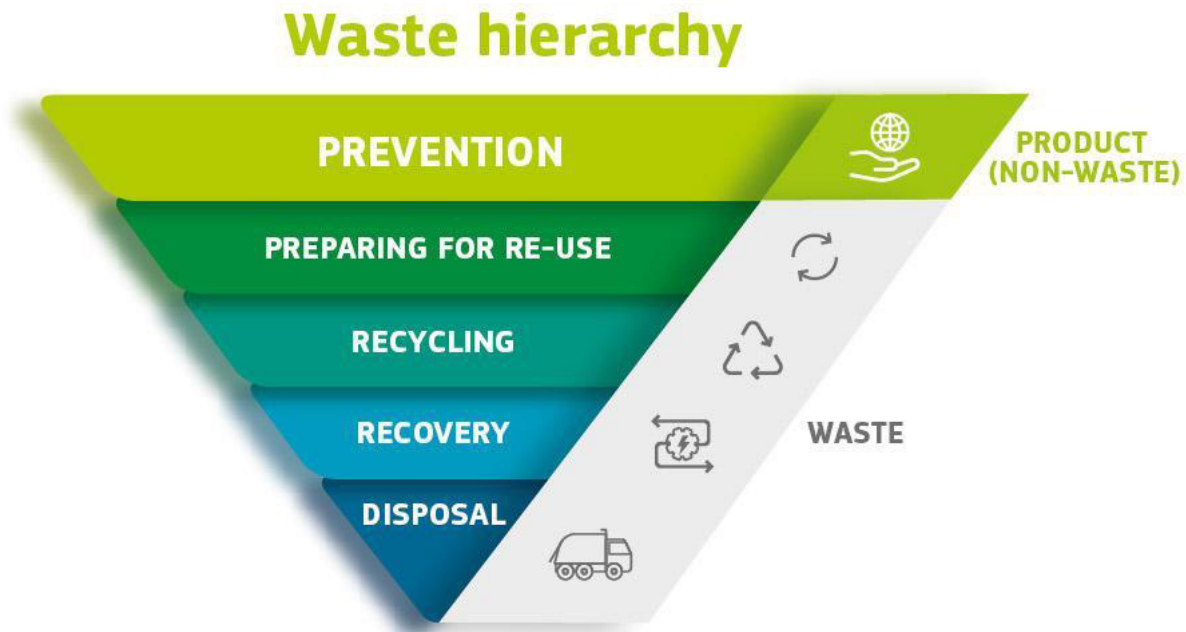 Waste hierarchy
PREVENTION
PRODUCT
(NON-WASTE)
PREPARING FOR RE-USE
RECYCLING
RECOVERY
WASTE
DISPOSAL